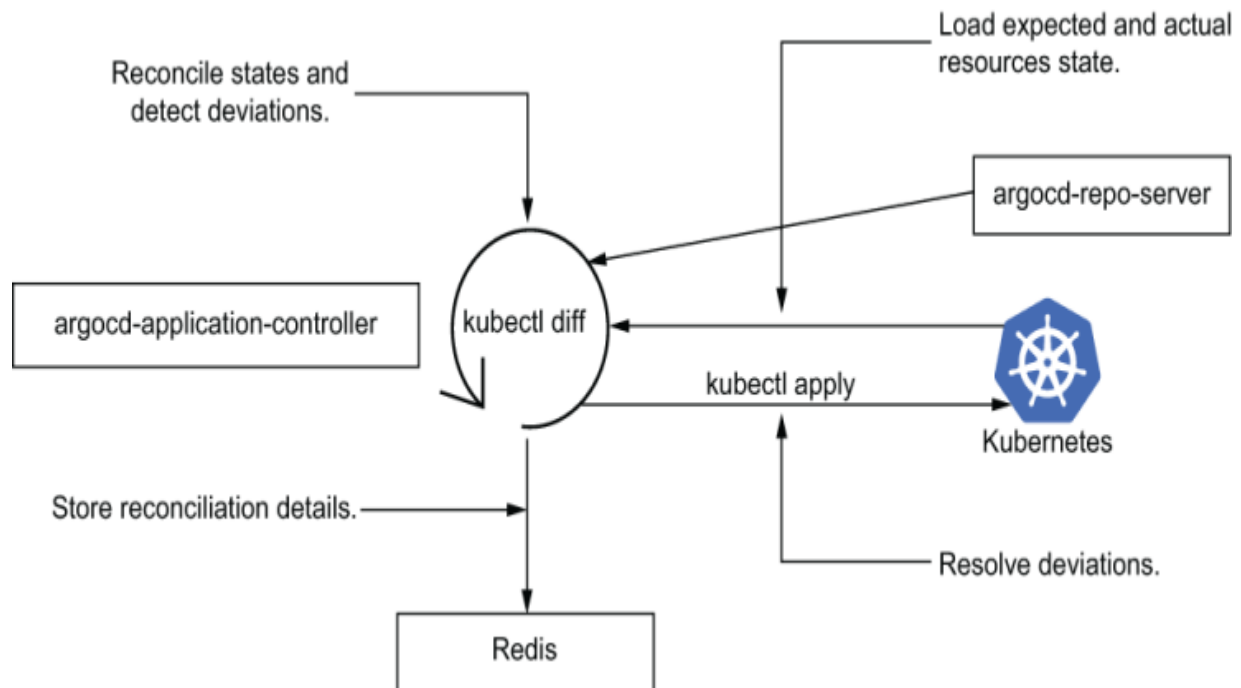 Load expected and actual
resources state.
Reconcile states and
detect deviations.
argocd-repo-server
argocd-application-controller
kubectl diff
kubectl apply
Kubernetes
Store reconciliation details.
Resolve deviations.
Redis